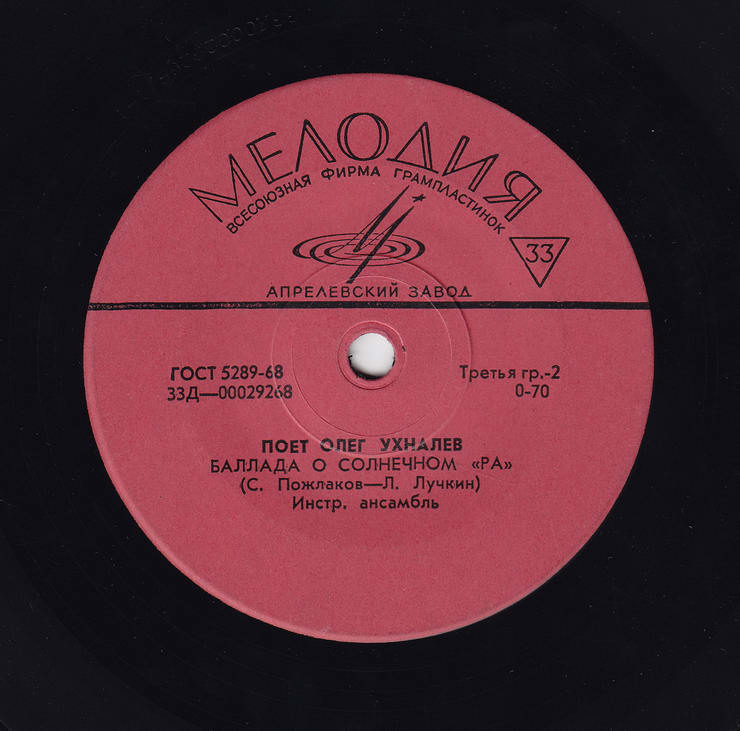 МЕЛОДИЯ
ВСЕСОЮЗНАЯ ФИРМА ГРАМПЛАСТИНОК
33
АПРЕЛЕВСКИЙ ЗАВОД
ГОСТ 5289-68
Третья гр.-2
33Д—00029268
0-70
ПОЕТ ОЛЕГ УХНАЛЕВ
БАЛЛАДА О СОЛНЕЧНОМ «РА»
(С. Пожлаков—Л. Лучкин)
Инстр. ансамбль